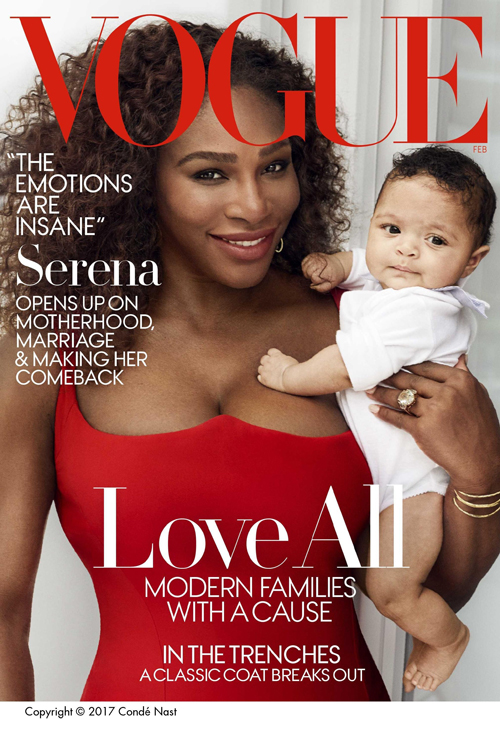 VOGUE
FEB
"THE
EMOTIONS
ARE
INSANE"
Serena
OPENS UP ON
MOTHERHOOD,
MARRIAGE
& MAKING HER
COMEBACK
Love All
MODERN FAMILIES
WITH A CAUSE
IN THE TRENCHES
A CLASSIC COAT BREAKS OUT
Copyright © 2017 Condé Nast